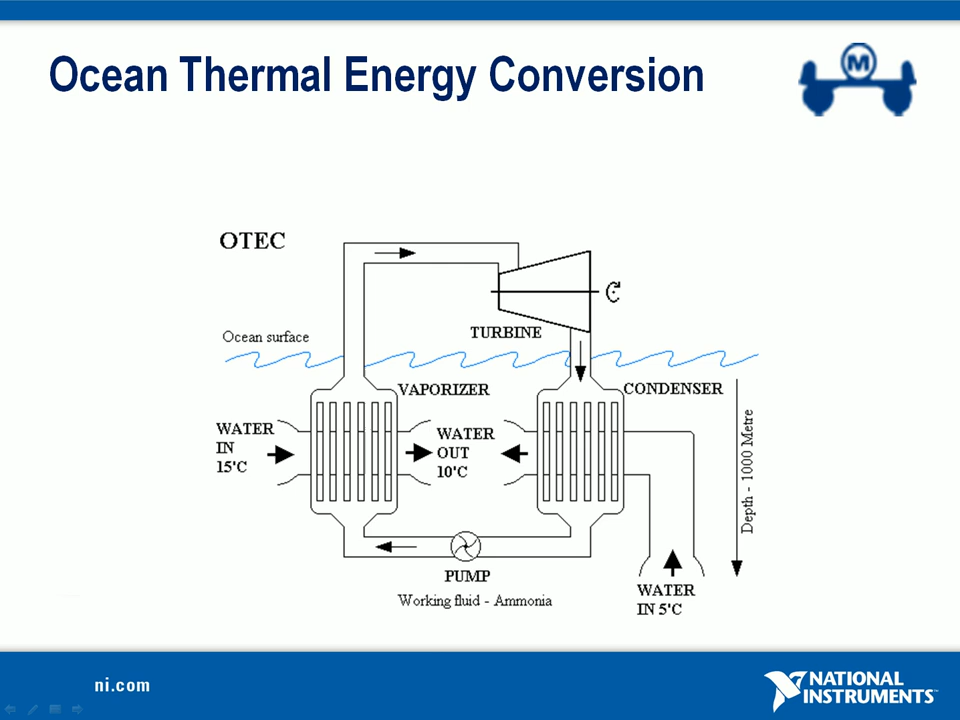 Ocean Thermal Energy Conversion
M
OTEC
TURBINE
Ocean surface
VAPORIZER
CONDENSER
WATER
IN
15'C
WATER
OUT
10'C
Depth - 1000 Metre
PUMP
WATER
IN 5'C
Working fluid - Ammonia
ni.com
NATIONAL
INSTRUMENTS™